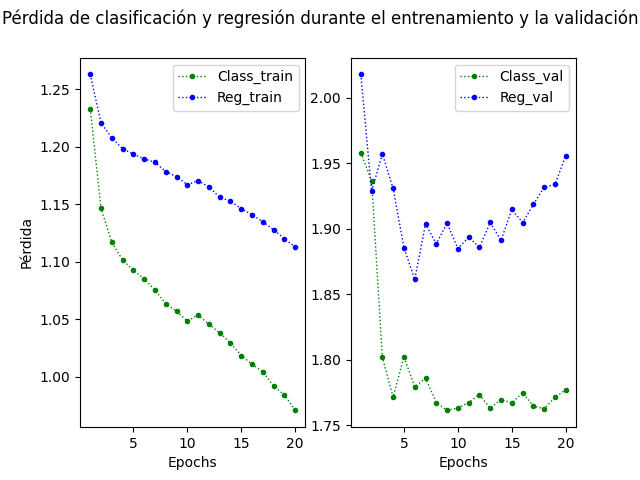 Pérdida de clasificación y regresión durante el entrenamiento y la validación
Class_train
Reg_train
1.25
1.20
1.15
1.10
1.05
1.00
Pérdida
5 10 15 20
Epochs
Class_val
Reg_val
2.00
1.95
1.90
1.85
1.80
1.75
5 10 15 20
Epochs